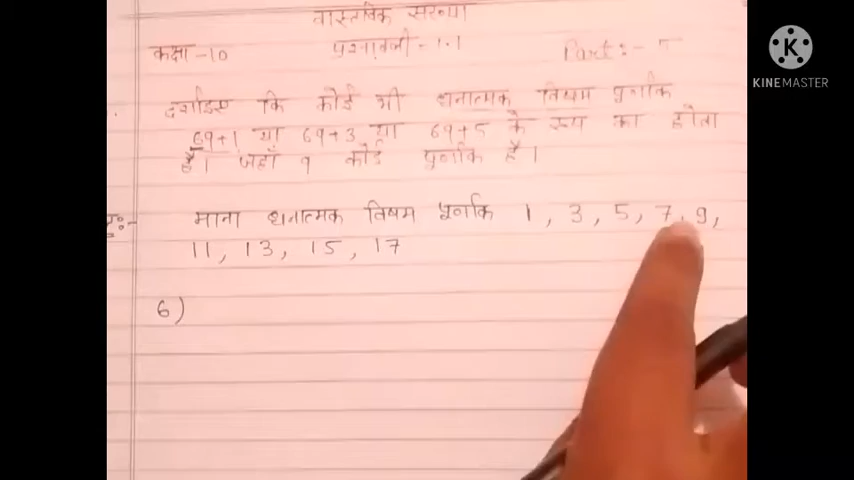 वास्तविक संख्या
कक्षा -10 प्रश्नावली - 1.1 Part :-
दर्शाइए कि कोई भी धनात्मक विषम पूर्णांक
6q+1 या 6q+3 या 6q+5 के रूप का होता
है। जहाँ q कोई पूर्णांक है।
माना धनात्मक विषम पूर्णांक 1, 3, 5, 7, 9,
11, 13, 15, 17
6)
KINEMASTER